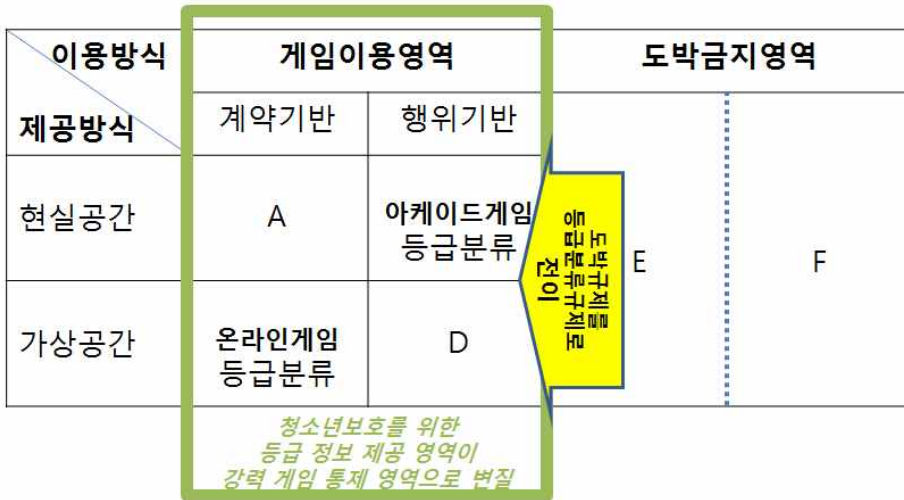 이용방식
게임이용영역
도박금지영역
제공방식
계약기반
행위기반
현실공간
A
아케이드게임
등급분류
도박규제를
등급분류규제로
전이
E
F
가상공간
온라인게임
등급분류
D
청소년보호를 위한
등급 정보 제공 영역이
강력 게임 통제 영역으로 변질